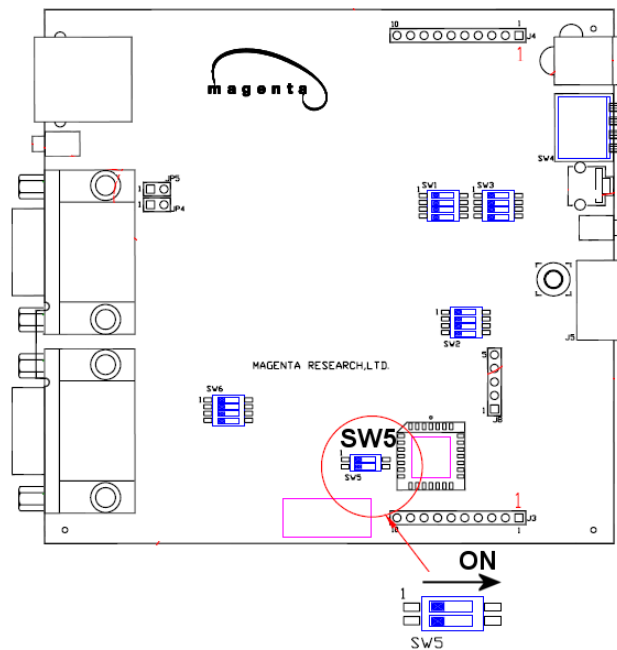 10
1
J4
1
magenta
SW4
JP5
1
1
JP4
SW1
1
SW3
1
SW2
J5
MAGENTA RESEARCH,LTD.
5
1
J6
SW6
1
SW5
1
SW5
1
J3
10
1
ON
1
SW5